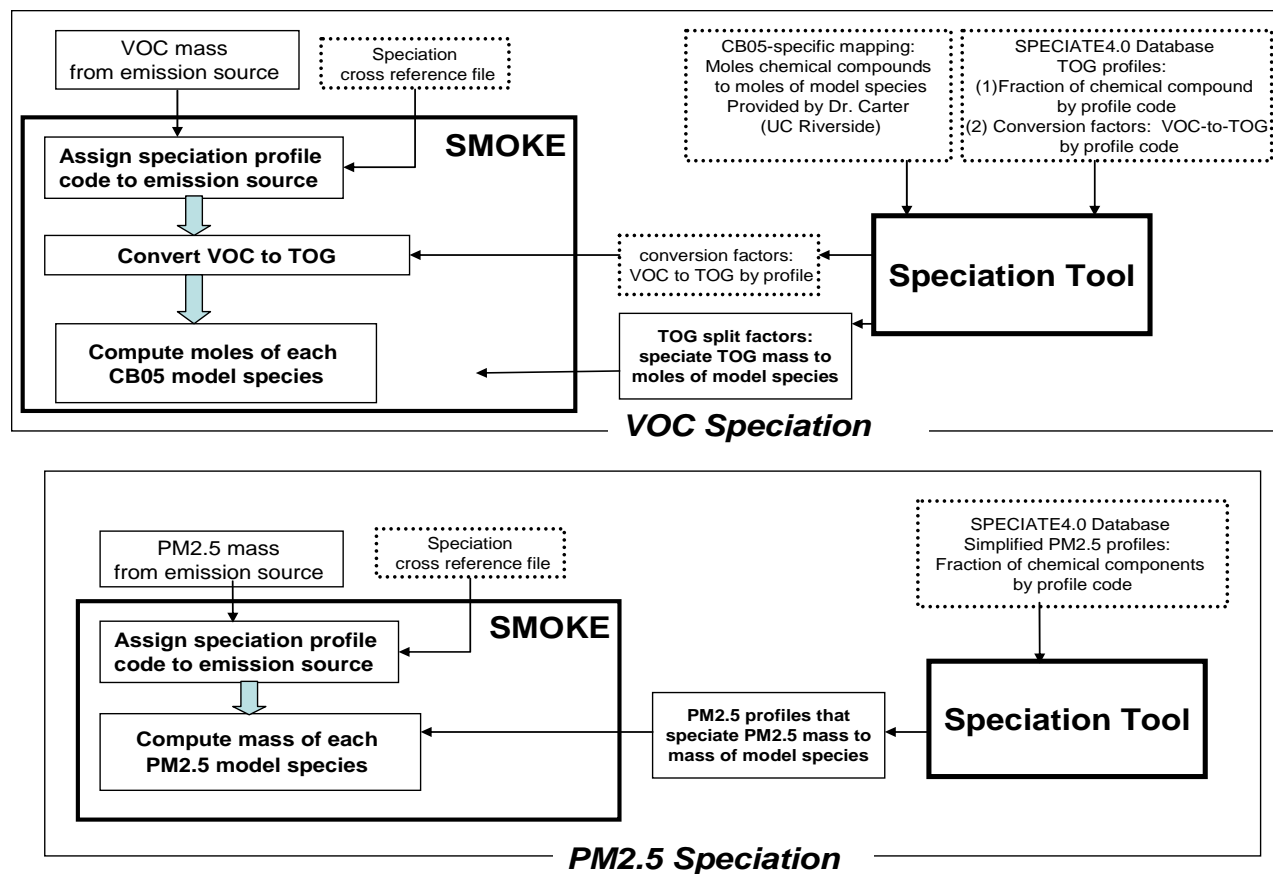 VOC mass
from emission source
Speciation
cross reference file
CB05-specific mapping:
Moles chemical compounds
to moles of model species
Provided by Dr. Carter
(UC Riverside)
SPECIATE4.0 Database
TOG profiles:
(1)Fraction of chemical compound
by profile code
(2) Conversion factors: VOC-to-TOG
by profile code
SMOKE
Assign speciation profile
code to emission source
Convert VOC to TOG
conversion factors:
VOC to TOG by profile
Speciation Tool
Compute moles of each
CB05 model species
TOG split factors:
speciate TOG mass to
moles of model species
VOC Speciation
PM2.5 mass
from emission source
Speciation
cross reference file
SPECIATE4.0 Database
Simplified PM2.5 profiles:
Fraction of chemical components
by profile code
SMOKE
Assign speciation profile
code to emission source
Compute mass of each
PM2.5 model species
PM2.5 profiles that
speciate PM2.5 mass to
mass of model species
Speciation Tool
PM2.5 Speciation